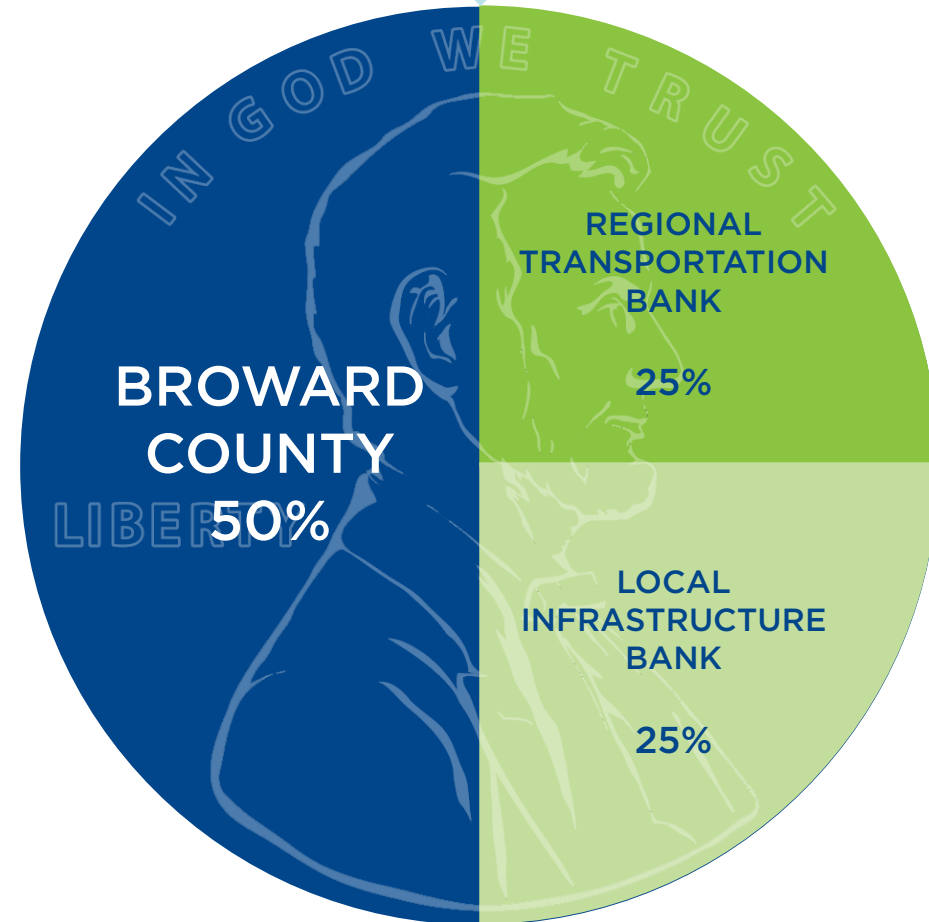 IN GOD WE TRUST
REGIONAL
TRANSPORTATION
BANK
25%
BROWARD
COUNTY
50%
LIBERTY
LOCAL
INFRASTRUCTURE
BANK
25%